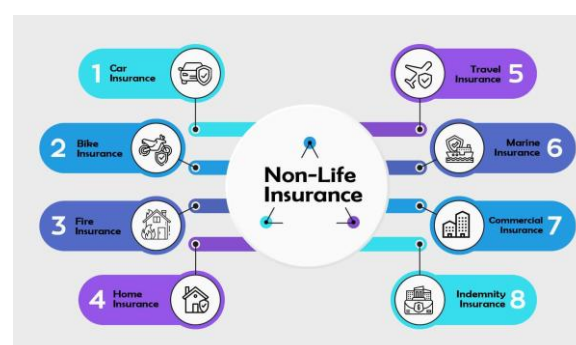 1 Car
Insurance
2 Bike
Insurance
3 Fire
Insurance
4 Home
Insurance
Non-Life
Insurance
Travel
Insurance 5
Marine
Insurance 6
Commercial
Insurance 7
Indemnity
Insurance 8